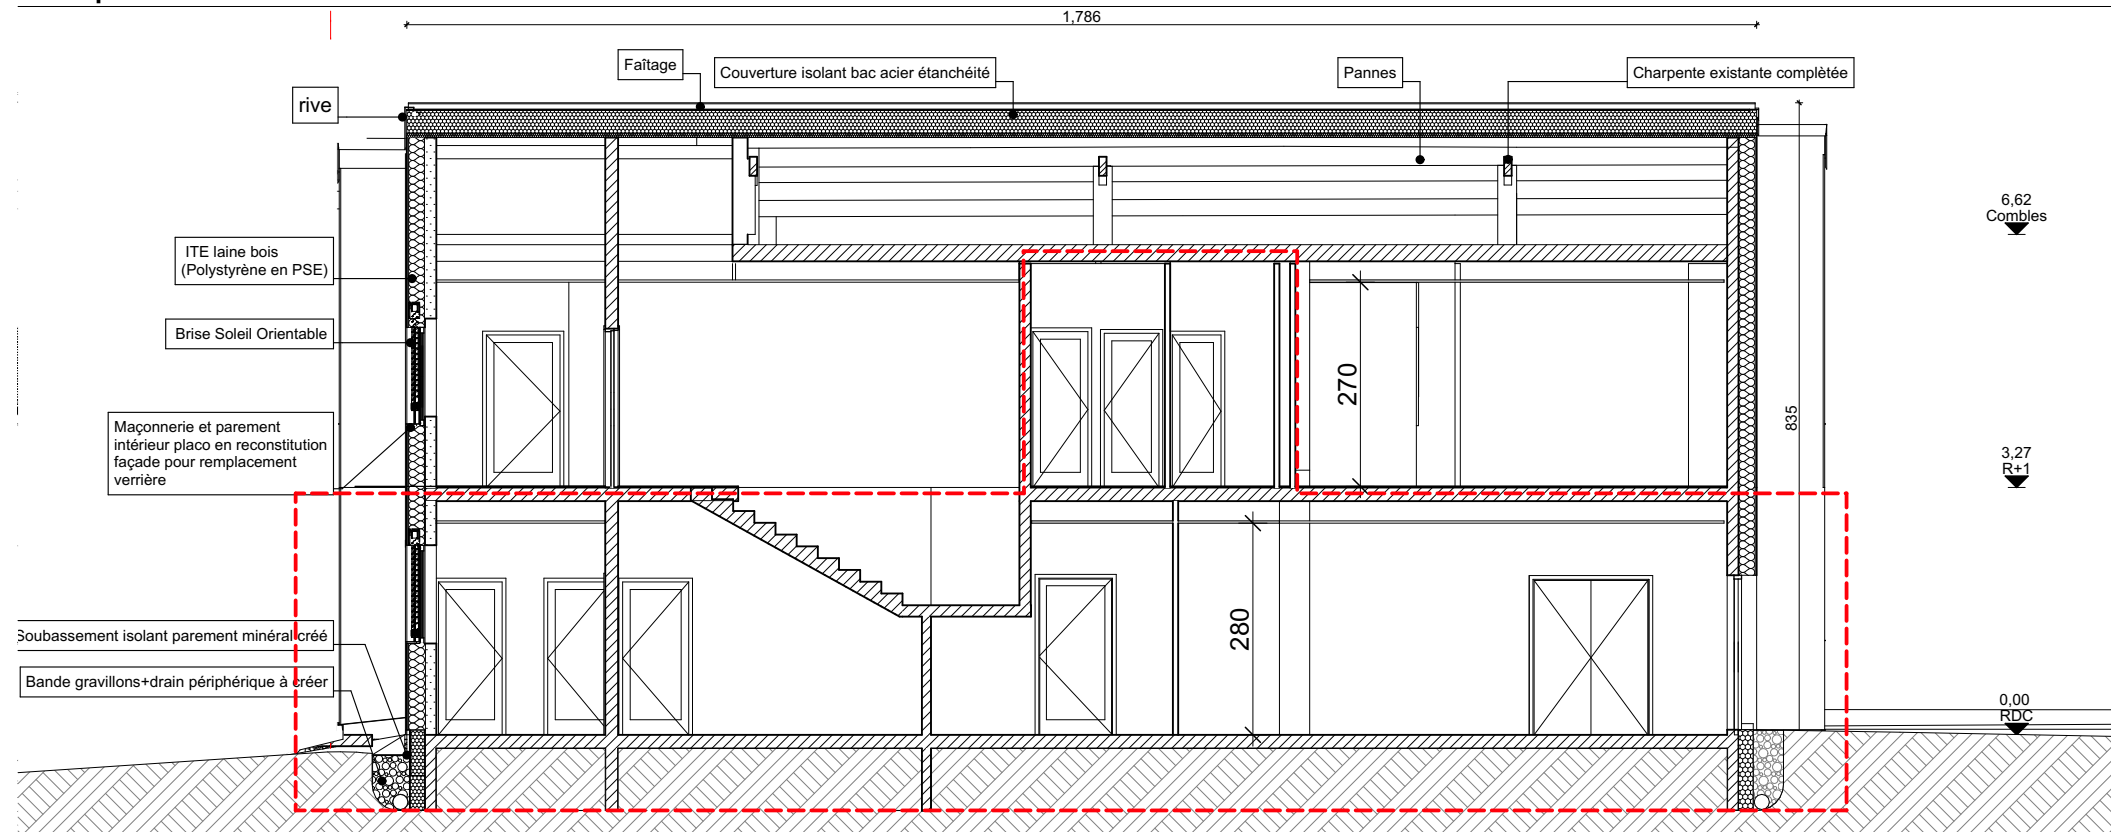 1,786
Faîtage
Couverture isolant bac acier étanchéité
Pannes
Charpente existante complètée
rive
6,62
Combles
ITE laine bois
(Polystyrène en PSE)
Brise Soleil Orientable
270
835
Maçonnerie et parement
intérieur placo en reconstitution
façade pour remplacement
verrière
3,27
R+1
280
Soubassement isolant parement minéral créé
Bande gravillons+drain périphérique à créer
0,00
RDC